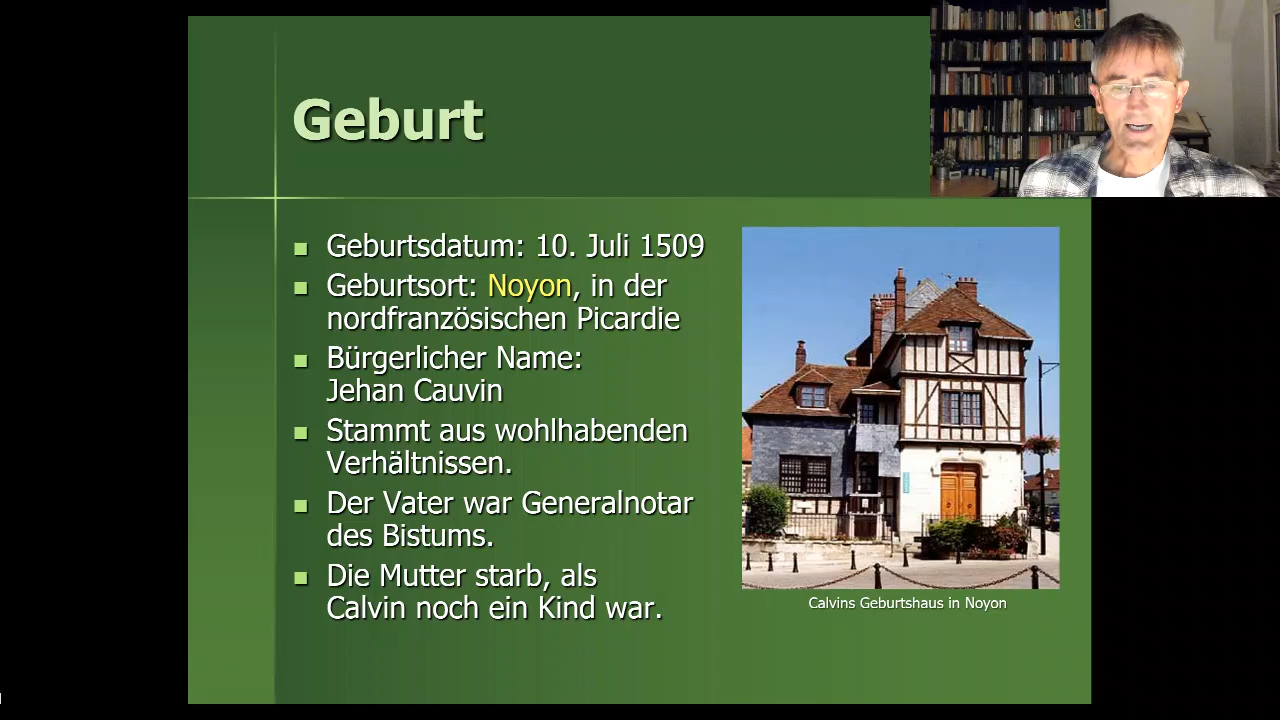 Geburt
Geburtsdatum: 10. Juli 1509
Geburtsort: Noyon, in der
nordfranzösischen Picardie
Bürgerlicher Name:
Jehan Cauvin
Stammt aus wohlhabenden
Verhältnissen.
Der Vater war Generalnotar
des Bistums.
Die Mutter starb, als
Calvin noch ein Kind war.
Calvins Geburtshaus in Noyon